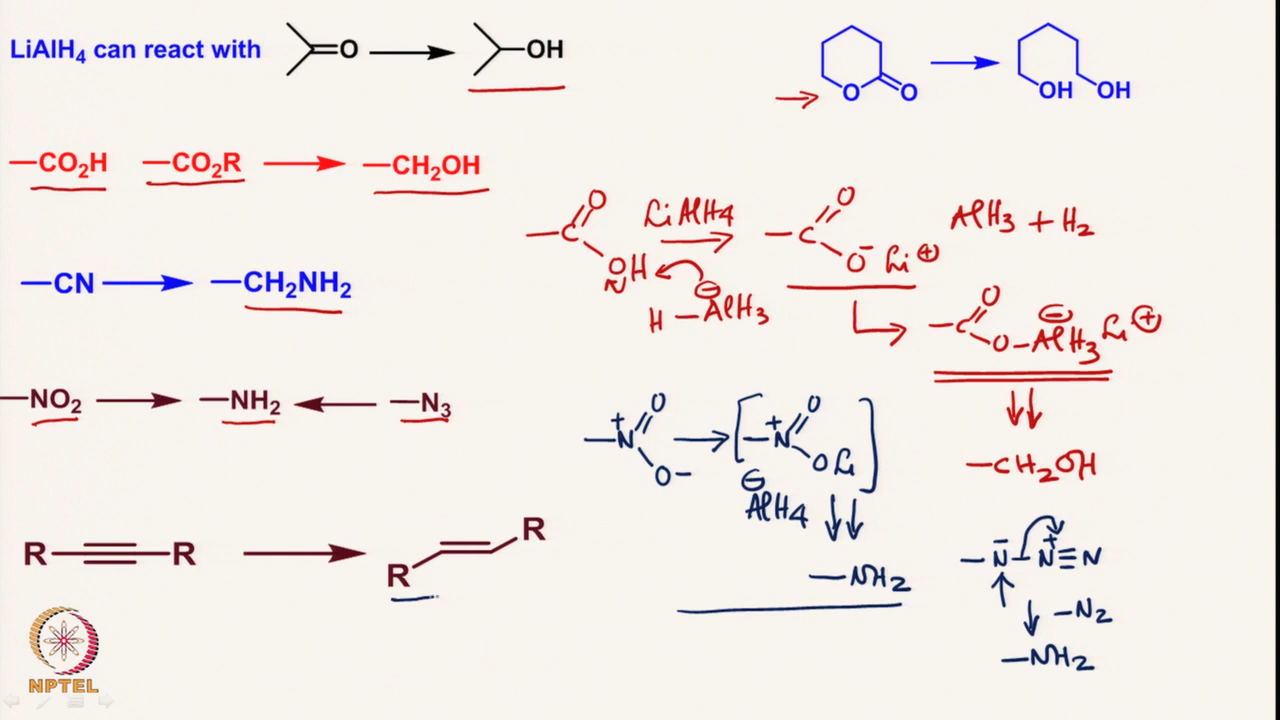 LiAlH4 can react with =O → —OH
O O → OH OH
—CO2H —CO2R → —CH2OH
—C O OH LiAlH4 → —C O O⁻ Li⊕ AlH3 + H2
H—AlH3 ⊖
—CN → —CH2NH2
—C O O—AlH3 ⊖ Li⊕
—NO2 → —NH2 ← —N3
—N+ O O− → [—N+ O OLi]
⊖ AlH4
—CH2OH
R≡R → R R
—N̄—N+≡N
—NH2
—N2
—NH2
NPTEL